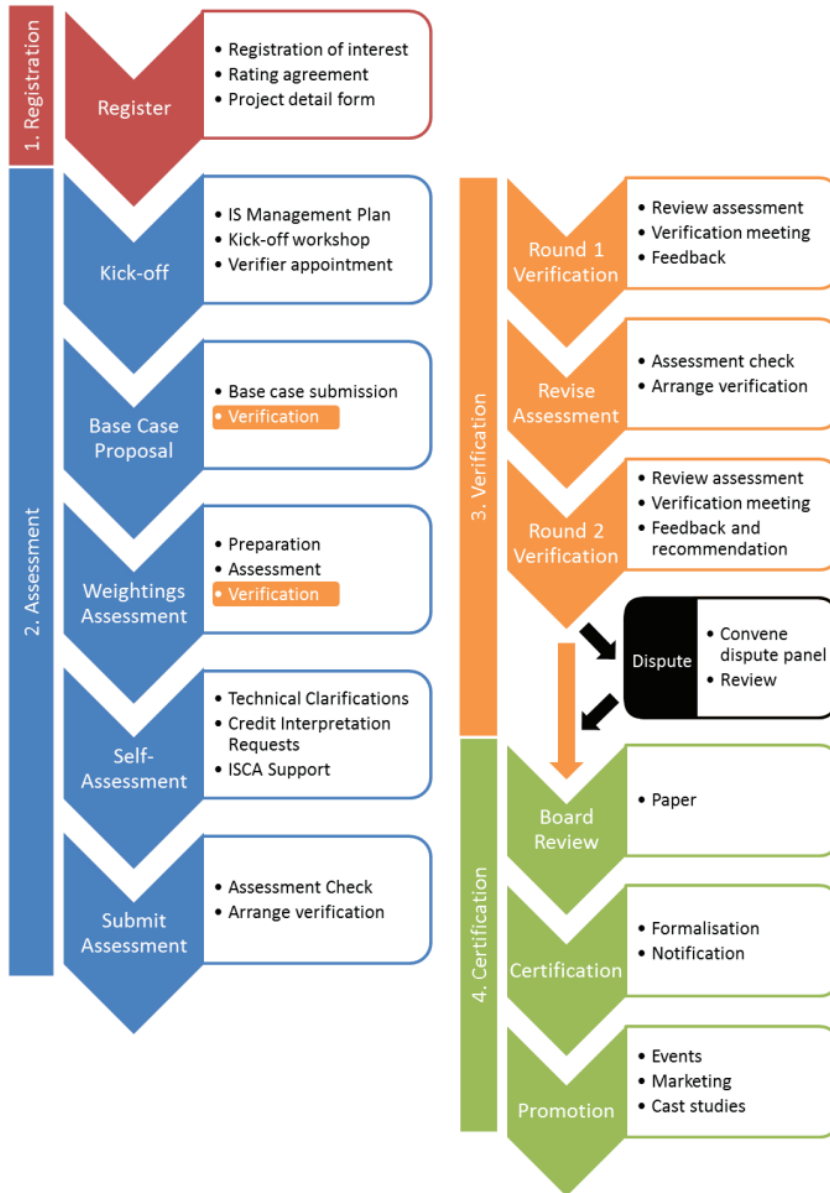 1. Registration
Register
• Registration of interest
• Rating agreement
• Project detail form
2. Assessment
Kick-off
• IS Management Plan
• Kick-off workshop
• Verifier appointment
Base Case
Proposal
• Base case submission
• Verification
Weightings
Assessment
• Preparation
• Assessment
• Verification
Self-
Assessment
• Technical Clarifications
• Credit Interpretation
Requests
• ISCA Support
Submit
Assessment
• Assessment Check
• Arrange verification
3. Verification
Round 1
Verification
• Review assessment
• Verification meeting
• Feedback
Revise
Assessment
• Assessment check
• Arrange verification
Round 2
Verification
• Review assessment
• Verification meeting
• Feedback and
recommendation
Dispute
• Convene
dispute panel
• Review
4. Certification
Board
Review
• Paper
Certification
• Formalisation
• Notification
Promotion
• Events
• Marketing
• Cast studies